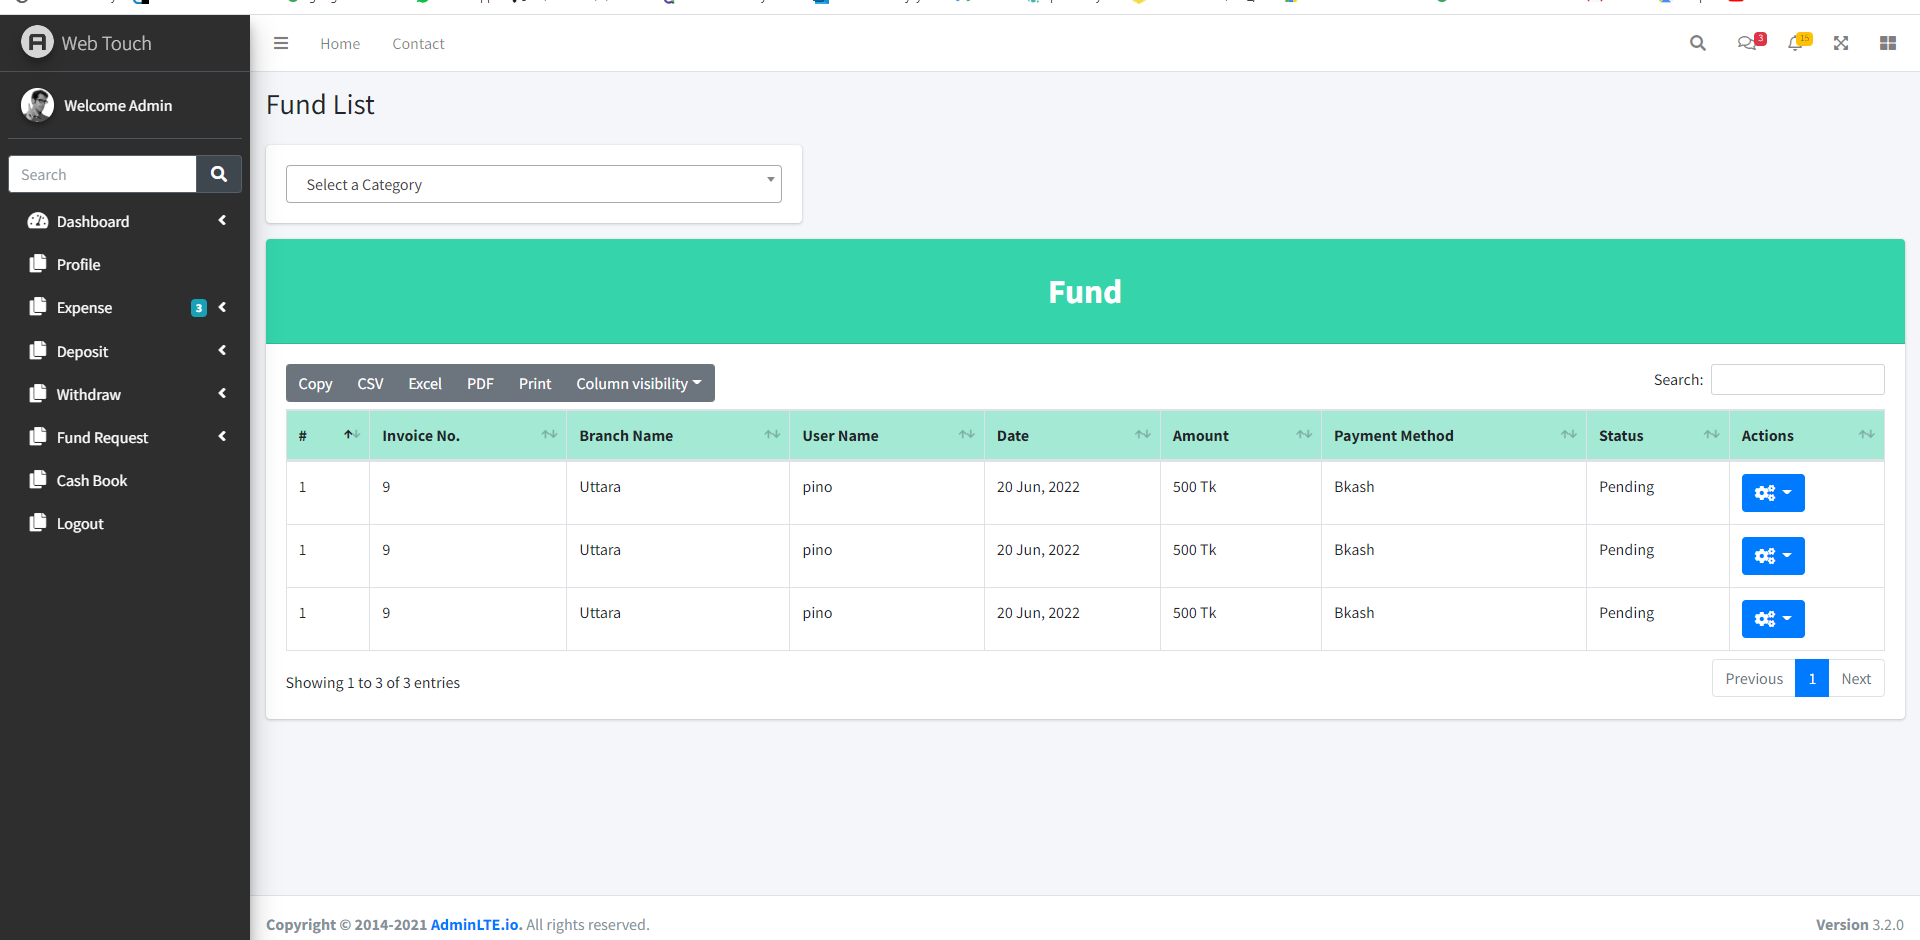 Web Touch
Home
Contact
3
15
Welcome Admin
Search
Dashboard
Profile
Expense 3
Deposit
Withdraw
Fund Request
Cash Book
Logout
Fund List
Select a Category
Fund
Copy CSV Excel PDF Print Column visibility
Search:
# Invoice No. Branch Name User Name Date Amount Payment Method Status Actions
1 9 Uttara pino 20 Jun, 2022 500 Tk Bkash Pending
1 9 Uttara pino 20 Jun, 2022 500 Tk Bkash Pending
1 9 Uttara pino 20 Jun, 2022 500 Tk Bkash Pending
Showing 1 to 3 of 3 entries
Previous 1 Next
Copyright © 2014-2021 AdminLTE.io. All rights reserved.
Version 3.2.0